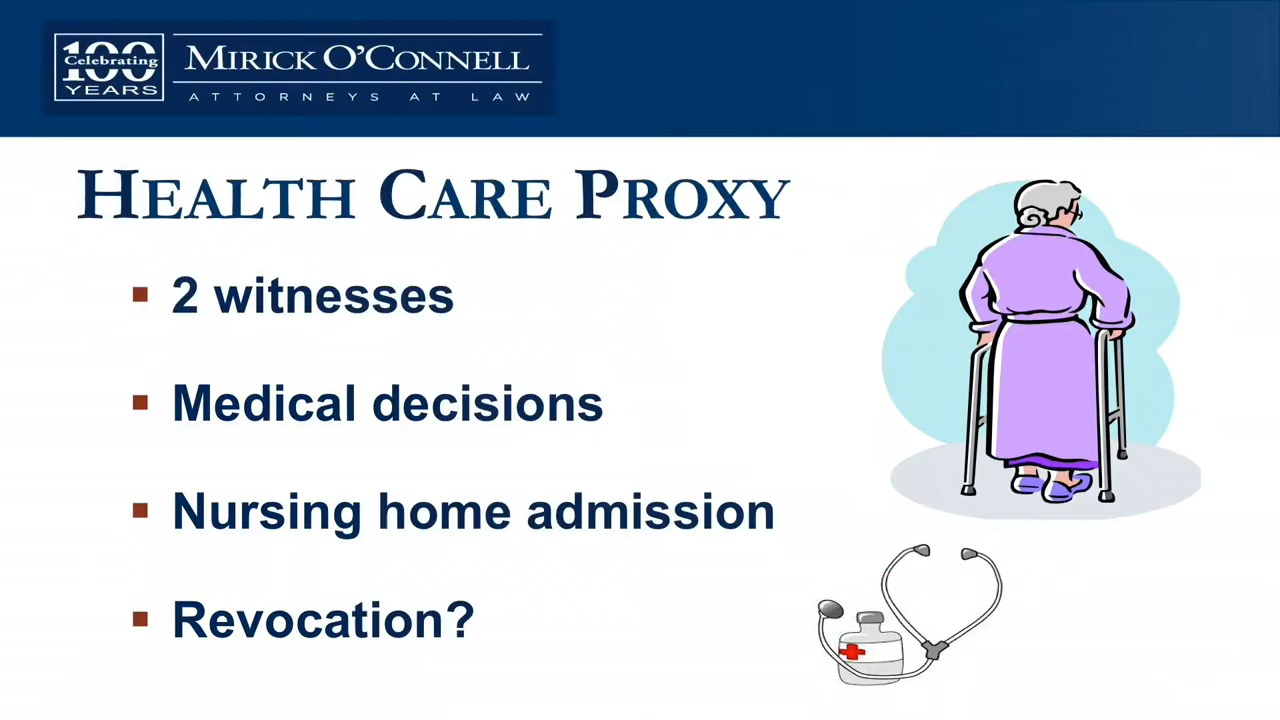 100
Celebrating
YEARS
MIRICK O'CONNELL
ATTORNEYS AT LAW
HEALTH CARE PROXY
▪ 2 witnesses
▪ Medical decisions
▪ Nursing home admission
▪ Revocation?